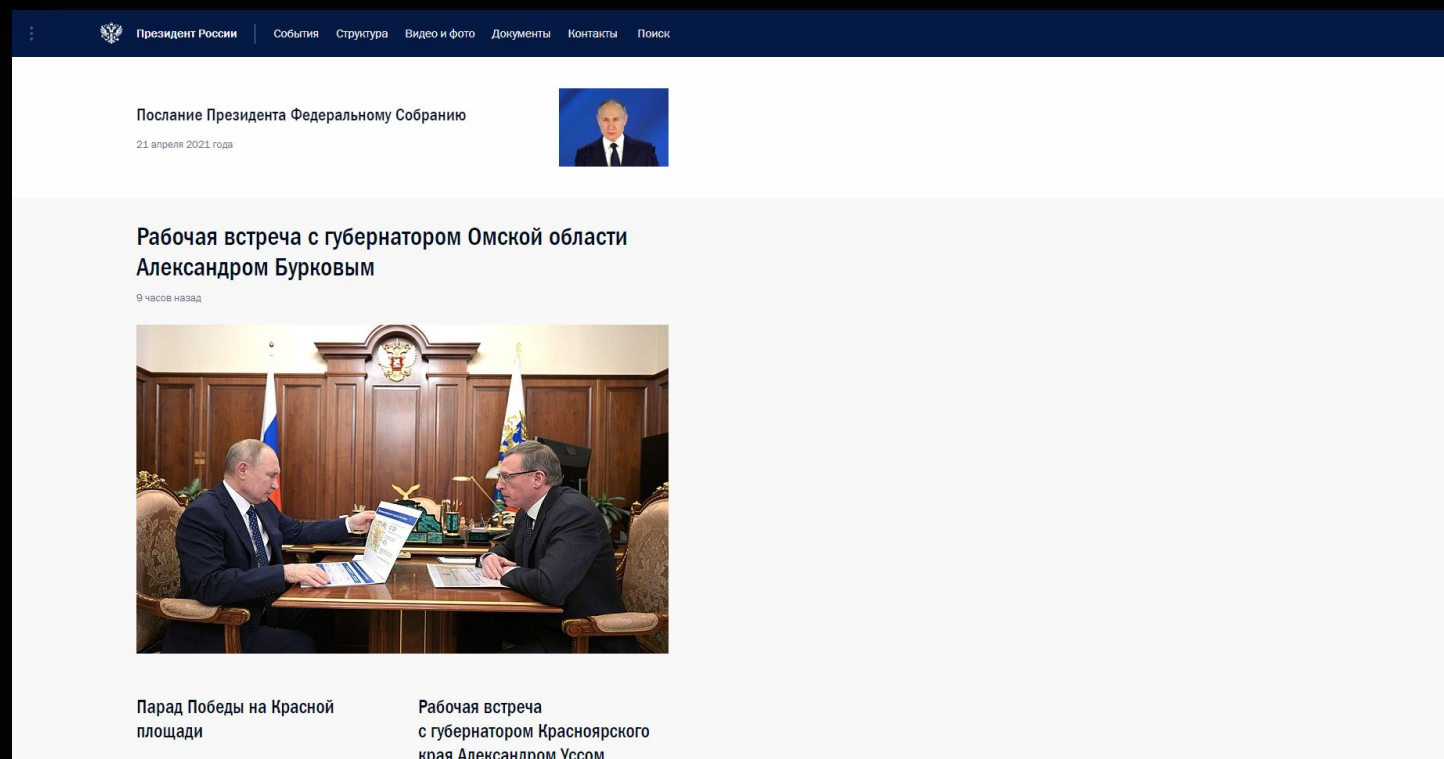 Президент России События Структура Видео и фото Документы Контакты Поиск
Послание Президента Федеральному Собранию
21 апреля 2021 года
Рабочая встреча с губернатором Омской области
Александром Бурковым
9 часов назад
Парад Победы на Красной
площади
Рабочая встреча
с губернатором Красноярского
края Александром Уссом